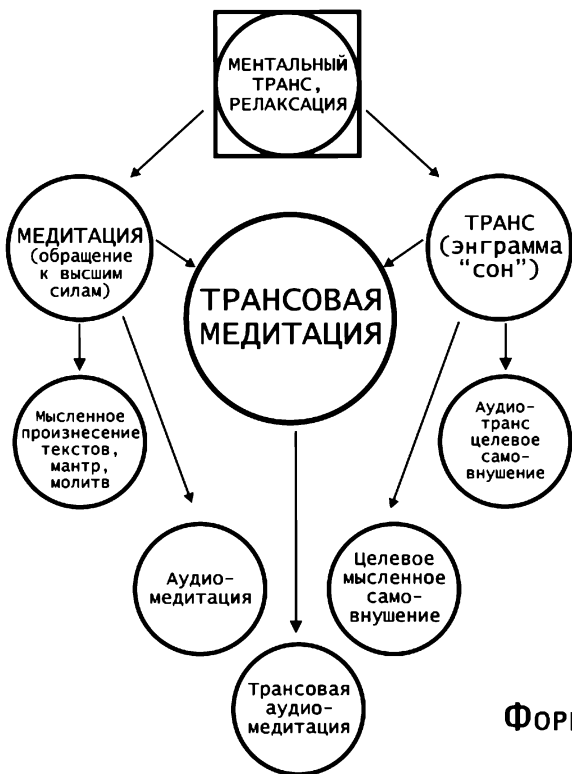 МЕНТАЛЬНЫЙ
ТРАНС,
РЕЛАКСАЦИЯ
МЕДИТАЦИЯ
(обращение
к высшим
силам)
ТРАНСОВАЯ
МЕДИТАЦИЯ
ТРАНС
(энграмма
"сон")
Мысленное
произнесение
текстов,
мантр,
молитв
Аудио-
транс
целевое
само-
внушение
Аудио-
медитация
Целевое
мысленное
само-
внушение
Трансовая
аудио-
медитация